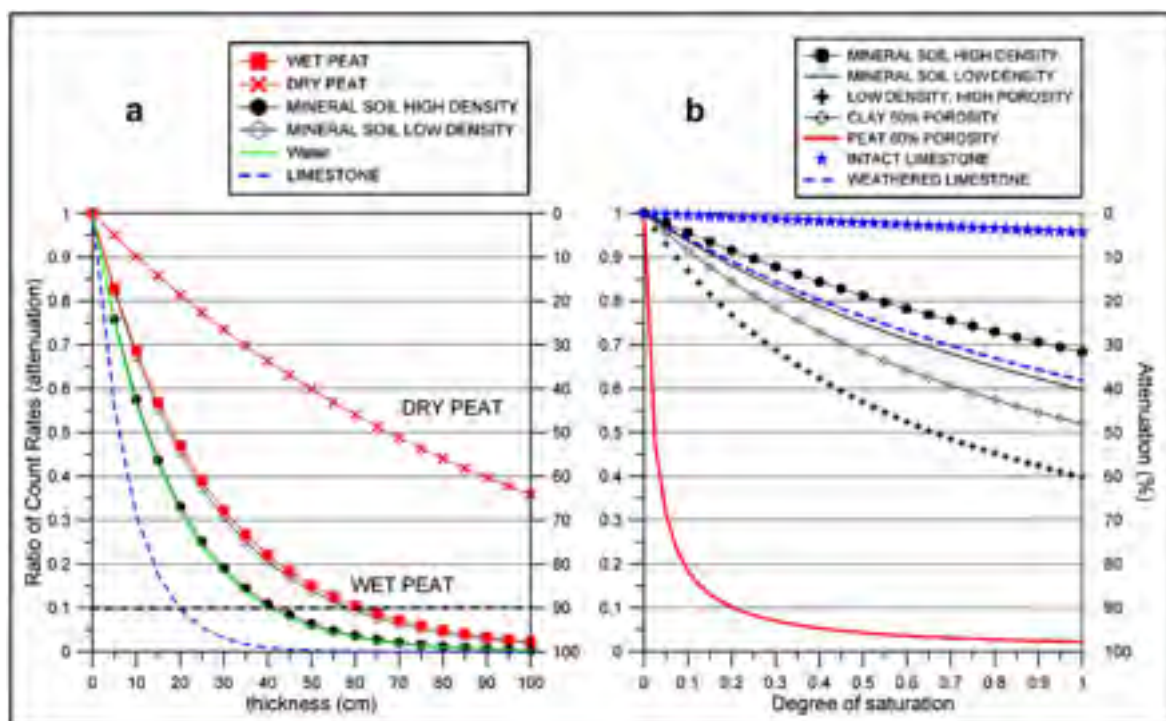 a
WET PEAT
DRY PEAT
MINERAL SOIL HIGH DENSITY
MINERAL SOIL LOW DENSITY
Water
LIMESTONE
b
MINERAL SOIL HIGH DENSITY
MINERAL SOIL LOW DENSITY
LOW DENSITY, HIGH POROSITY
CLAY 50% POROSITY
PEAT 60% POROSITY
INTACT LIMESTONE
WEATHERED LIMESTONE
Ratio of Count Rates (attenuation)
1
0.9
0.8
0.7
0.6
0.5
0.4
0.3
0.2
0.1
0
0
10
20
30
40
50
60
70
80
90
100
DRY PEAT
WET PEAT
0 10 20 30 40 50 60 70 80 90 100
thickness (cm)
1
0.9
0.8
0.7
0.6
0.5
0.4
0.3
0.2
0.1
0
0
10
20
30
40
50
60
70
80
90
100
Attenuation (%)
0 0.1 0.2 0.3 0.4 0.5 0.6 0.7 0.8 0.9 1
Degree of saturation